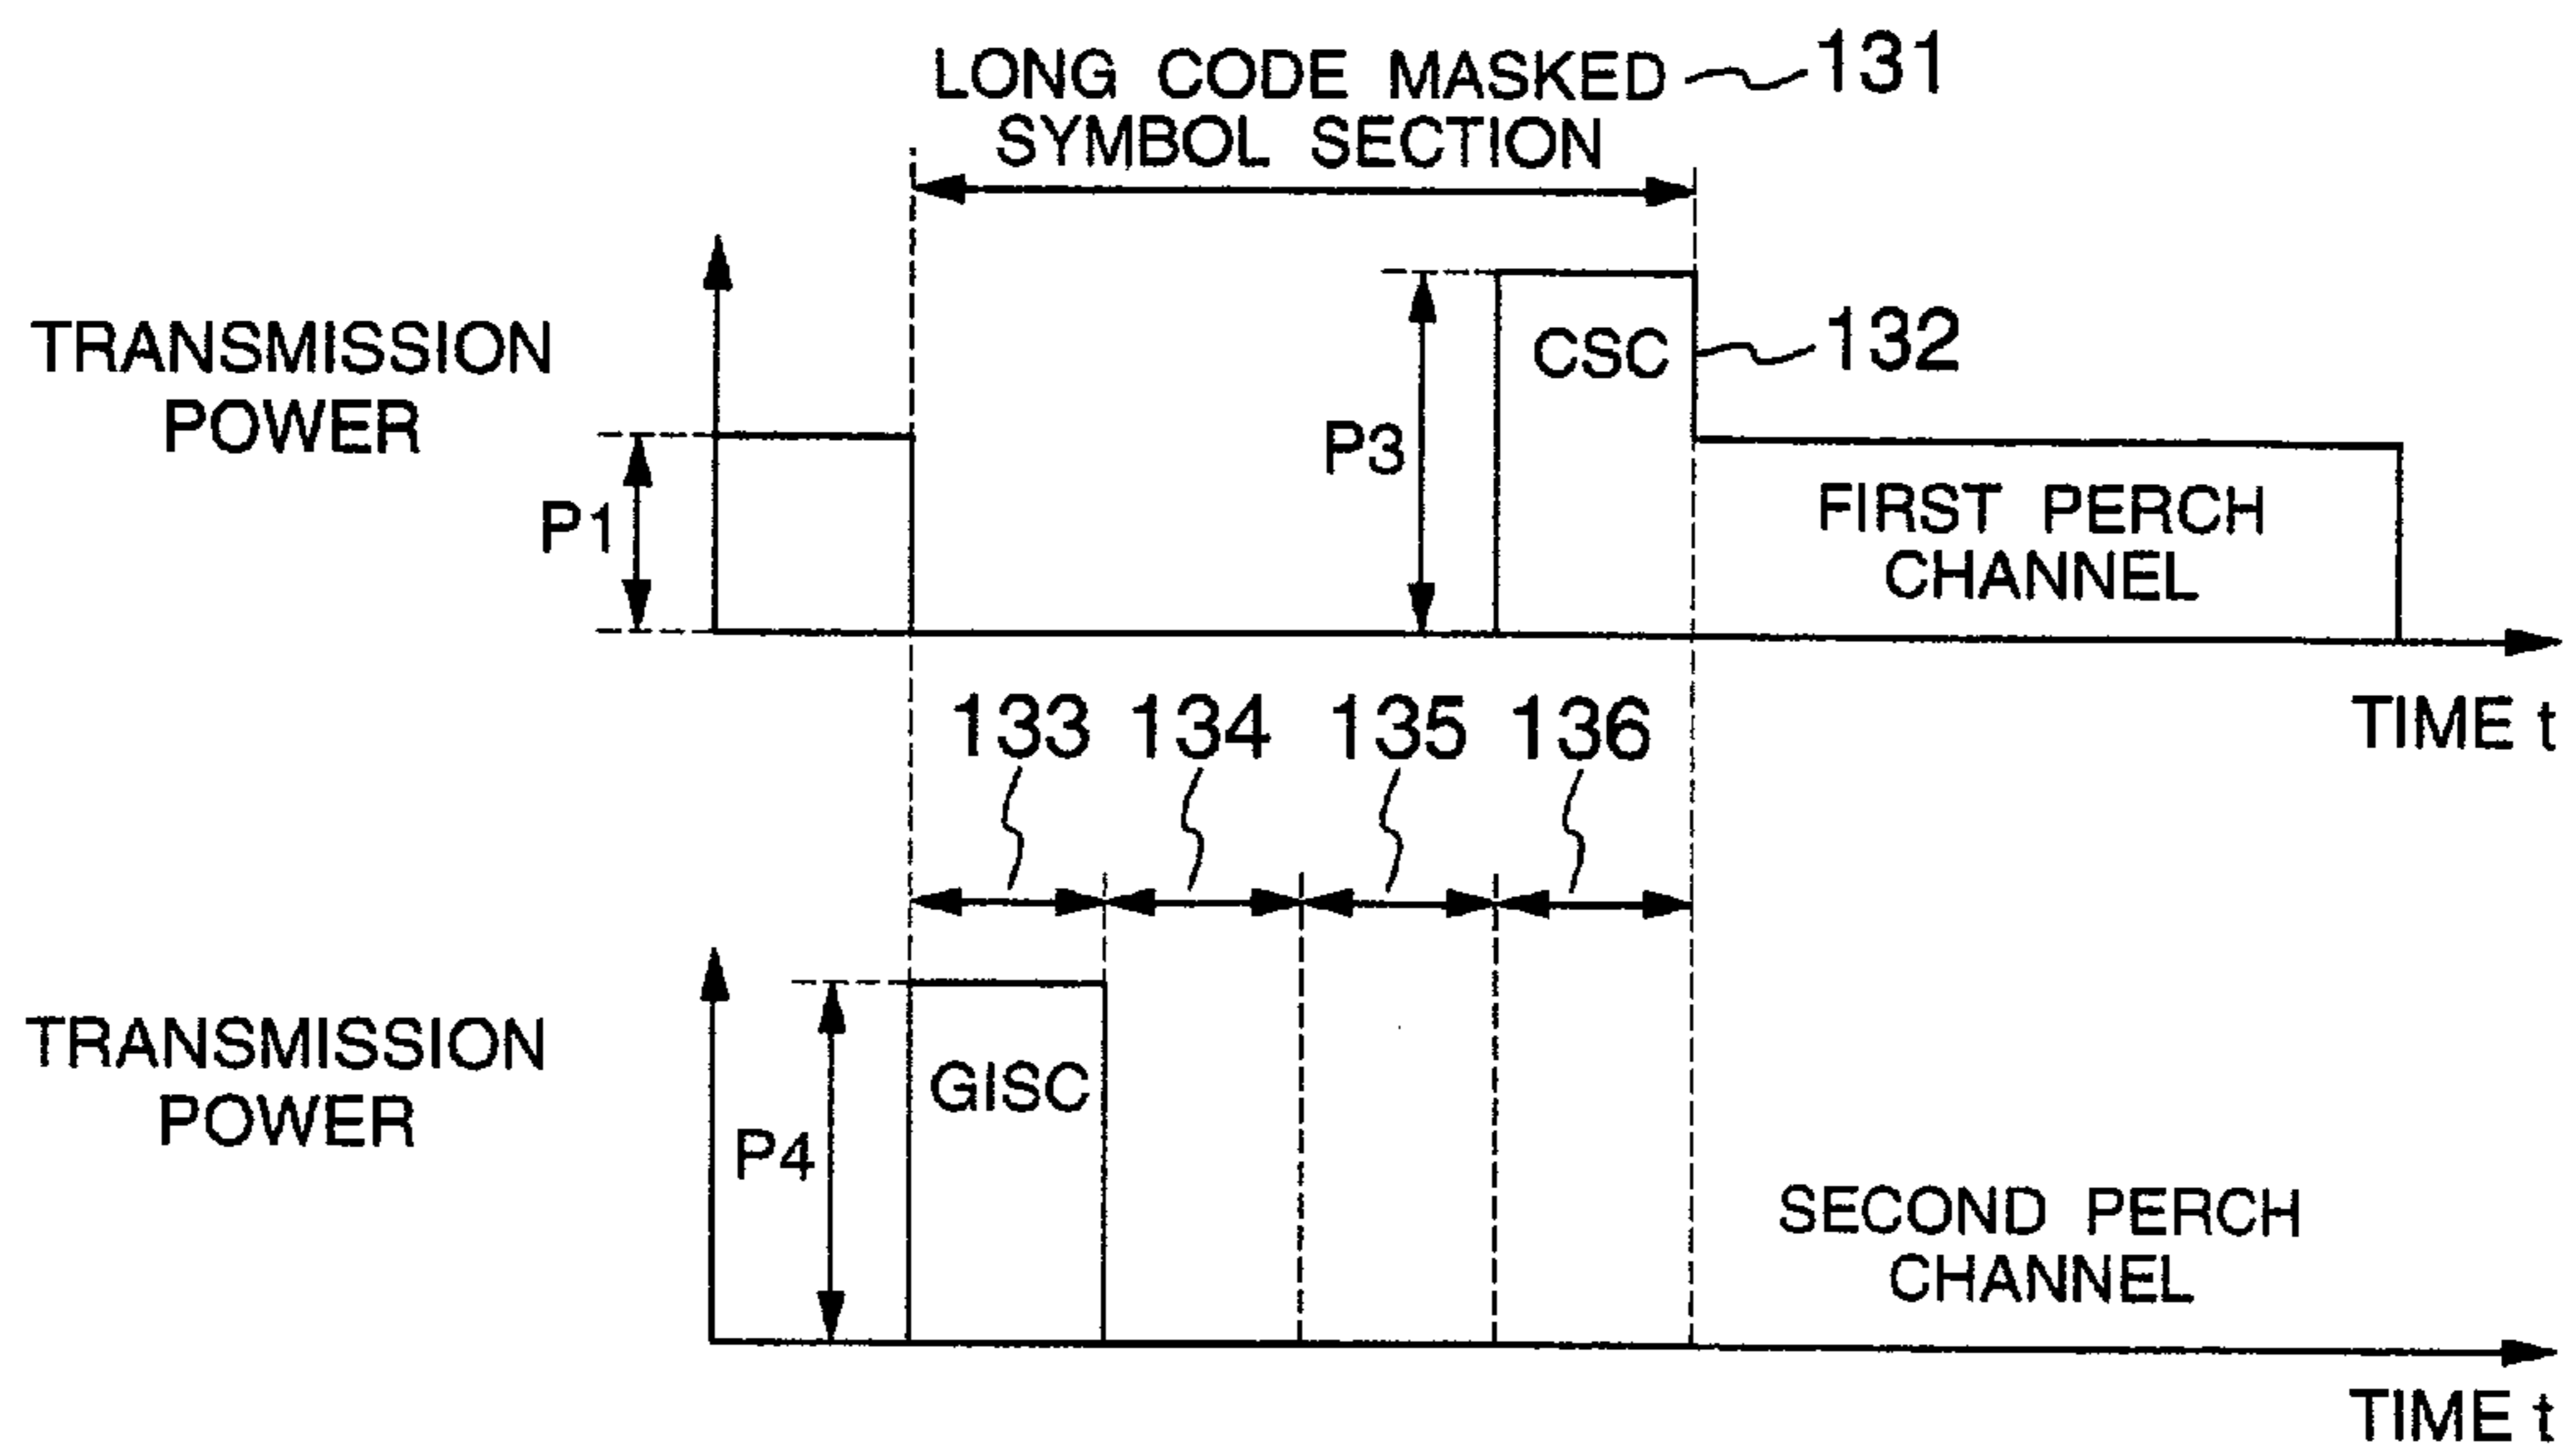 LONG CODE MASKED 131
SYMBOL SECTION
TRANSMISSION
POWER
P1
P3
CSC
132
FIRST PERCH
CHANNEL
TIME t
133 134 135 136
TRANSMISSION
POWER
P4
GISC
SECOND PERCH
CHANNEL
TIME t